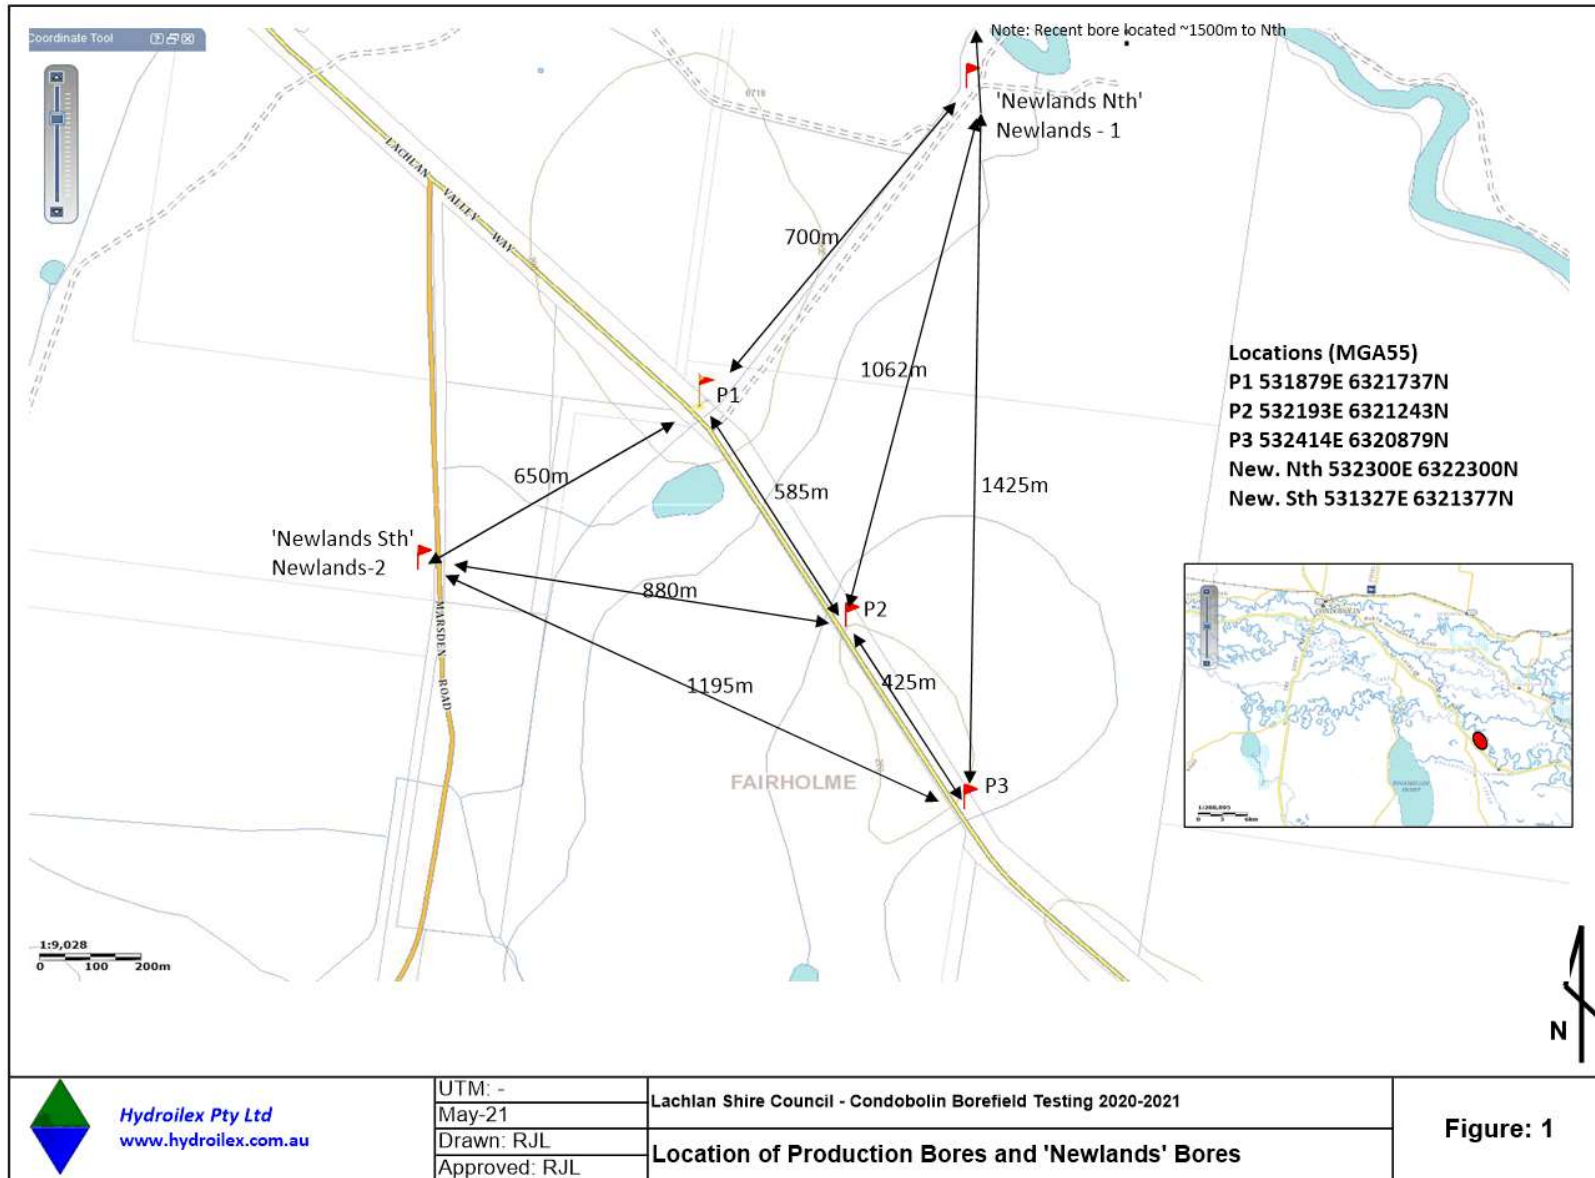 Coordinate Tool
Note: Recent bore located ~1500m to Nth
6718
'Newlands Nth'
Newlands - 1
LACHLAN VALLEY WAY
700m
1062m
Locations (MGA55)
P1 531879E 6321737N
P2 532193E 6321243N
P3 532414E 6320879N
New. Nth 532300E 6322300N
New. Sth 531327E 6321377N
P1
650m
585m
1425m
'Newlands Sth'
Newlands-2
880m
P2
MARSDEN ROAD
1195m
425m
FAIRHOLME
P3
CONDOBOLIN
1:9,028
0 100 200m
N
Hydroilex Pty Ltd
www.hydroilex.com.au
UTM: -
May-21
Drawn: RJL
Approved: RJL
Lachlan Shire Council - Condobolin Borefield Testing 2020-2021
Location of Production Bores and 'Newlands' Bores
Figure: 1